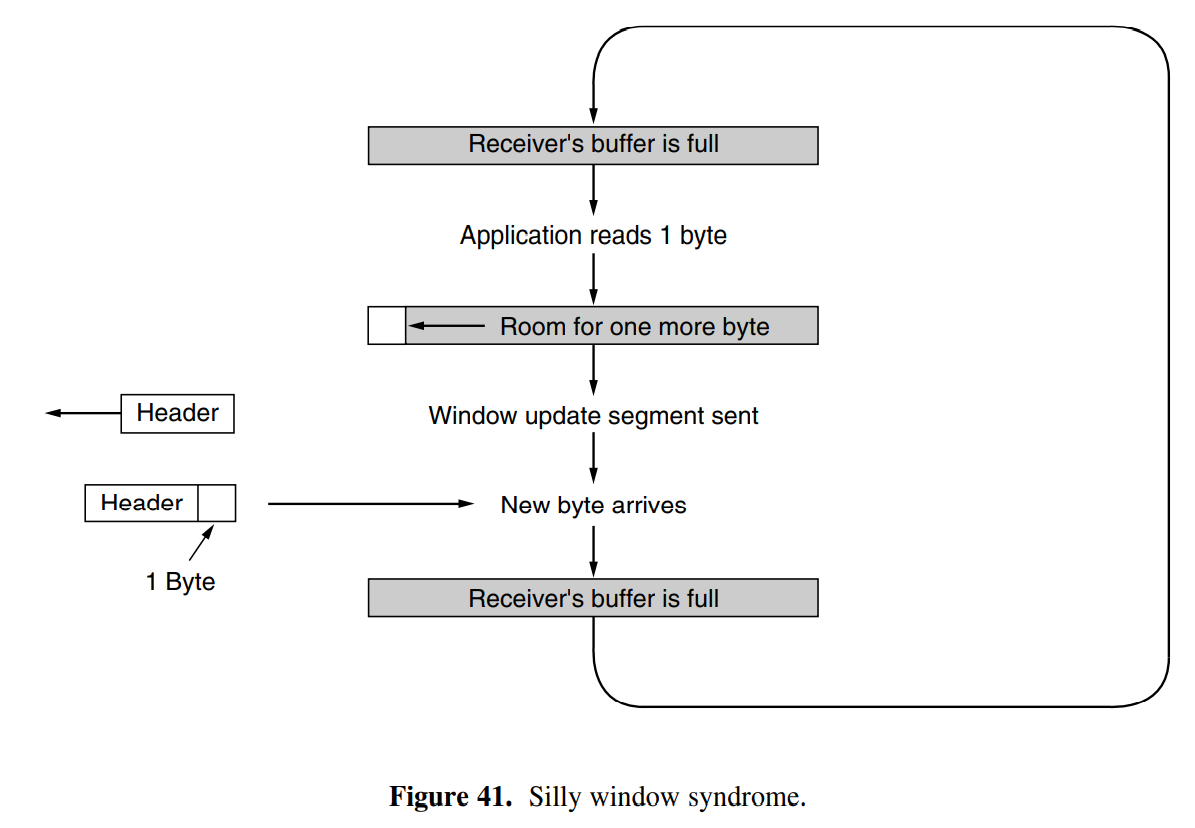 Receiver's buffer is full
Application reads 1 byte
Room for one more byte
Header
Window update segment sent
Header
New byte arrives
1 Byte
Receiver's buffer is full
Figure 41. Silly window syndrome.